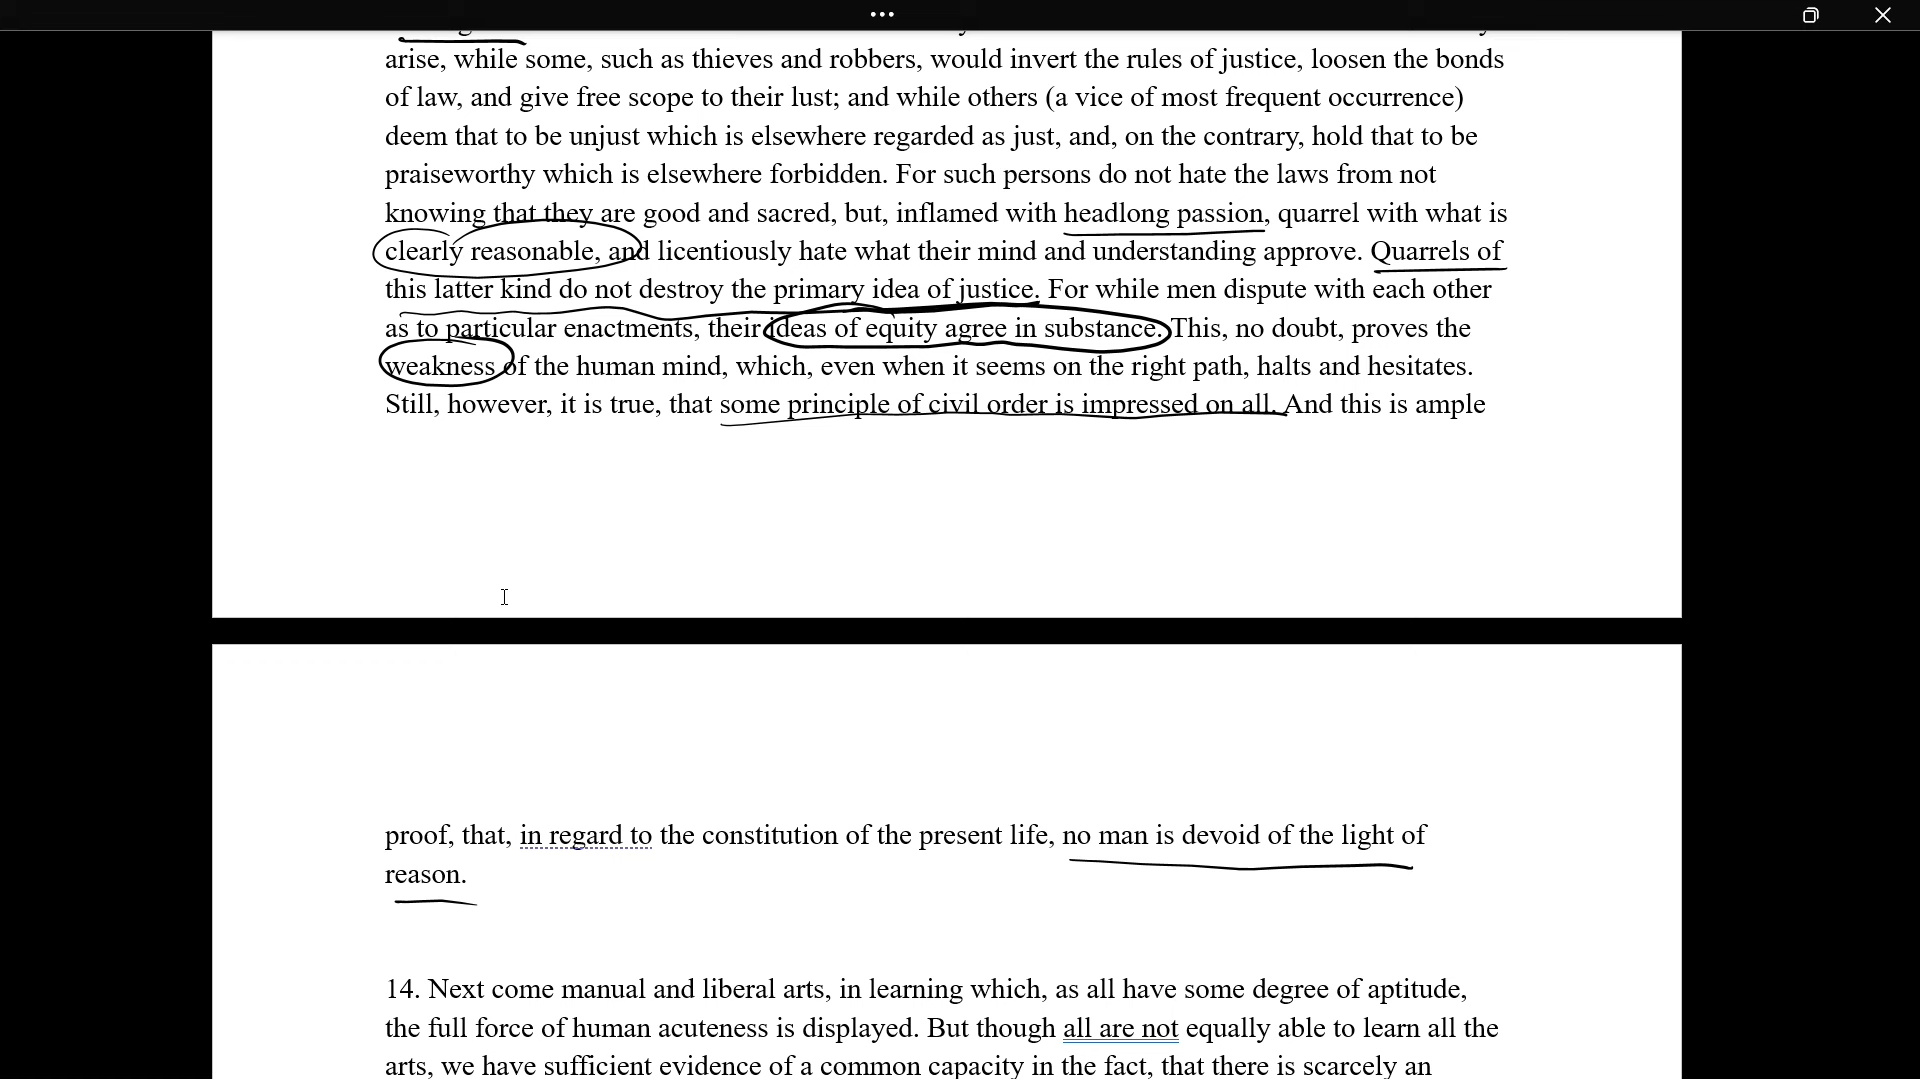 arise, while some, such as thieves and robbers, would invert the rules of justice, loosen the bonds
of law, and give free scope to their lust; and while others (a vice of most frequent occurrence)
deem that to be unjust which is elsewhere regarded as just, and, on the contrary, hold that to be
praiseworthy which is elsewhere forbidden. For such persons do not hate the laws from not
knowing that they are good and sacred, but, inflamed with headlong passion, quarrel with what is
clearly reasonable, and licentiously hate what their mind and understanding approve. Quarrels of
this latter kind do not destroy the primary idea of justice. For while men dispute with each other
as to particular enactments, their ideas of equity agree in substance. This, no doubt, proves the
weakness of the human mind, which, even when it seems on the right path, halts and hesitates.
Still, however, it is true, that some principle of civil order is impressed on all. And this is ample
proof, that, in regard to the constitution of the present life, no man is devoid of the light of
reason.
14. Next come manual and liberal arts, in learning which, as all have some degree of aptitude,
the full force of human acuteness is displayed. But though all are not equally able to learn all the
arts, we have sufficient evidence of a common capacity in the fact, that there is scarcely an